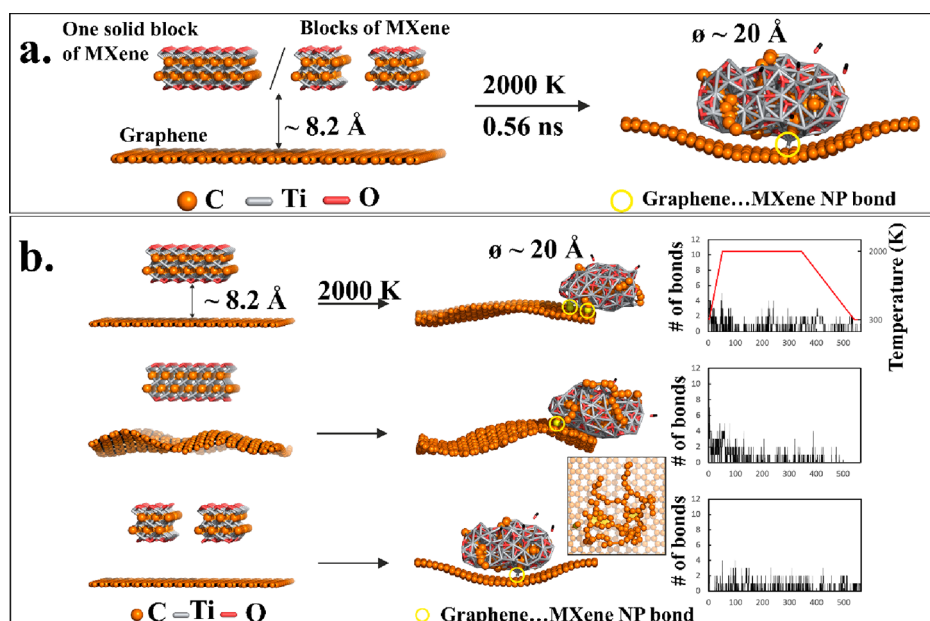 a.
One solid block
of MXene
Blocks of MXene
/
~ 8.2 Å
Graphene
2000 K
0.56 ns
ø ~ 20 Å
C Ti O
Graphene…MXene NP bond
b.
~ 8.2 Å
2000 K
ø ~ 20 Å
# of bonds
12
10
8
6
4
2
0
0 100 200 300 400 500
2000
300
Temperature (K)
# of bonds
12
10
8
6
4
2
0
0 100 200 300 400 500
# of bonds
12
10
8
6
4
2
0
0 100 200 300 400 500
C Ti O
Graphene…MXene NP bond